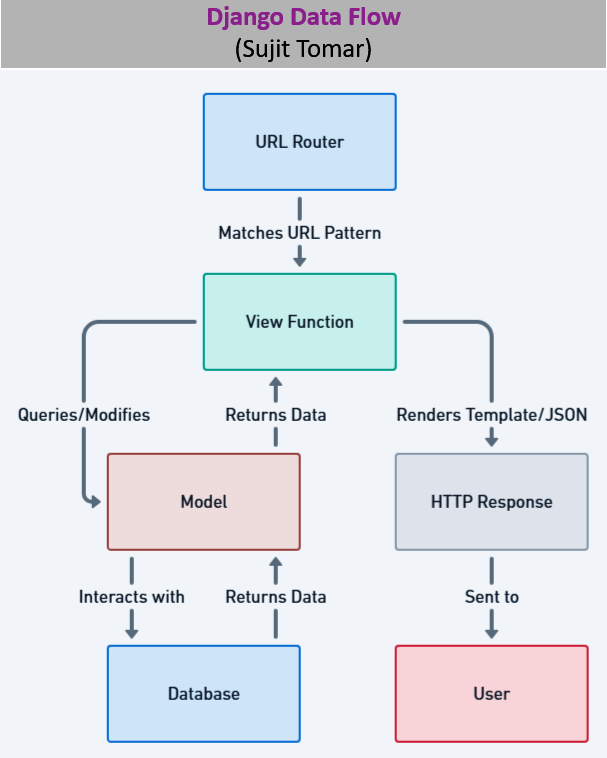 Django Data Flow
(Sujit Tomar)
URL Router
Matches URL Pattern
View Function
Queries/Modifies
Returns Data
Renders Template/JSON
Model
HTTP Response
Interacts with
Returns Data
Sent to
Database
User